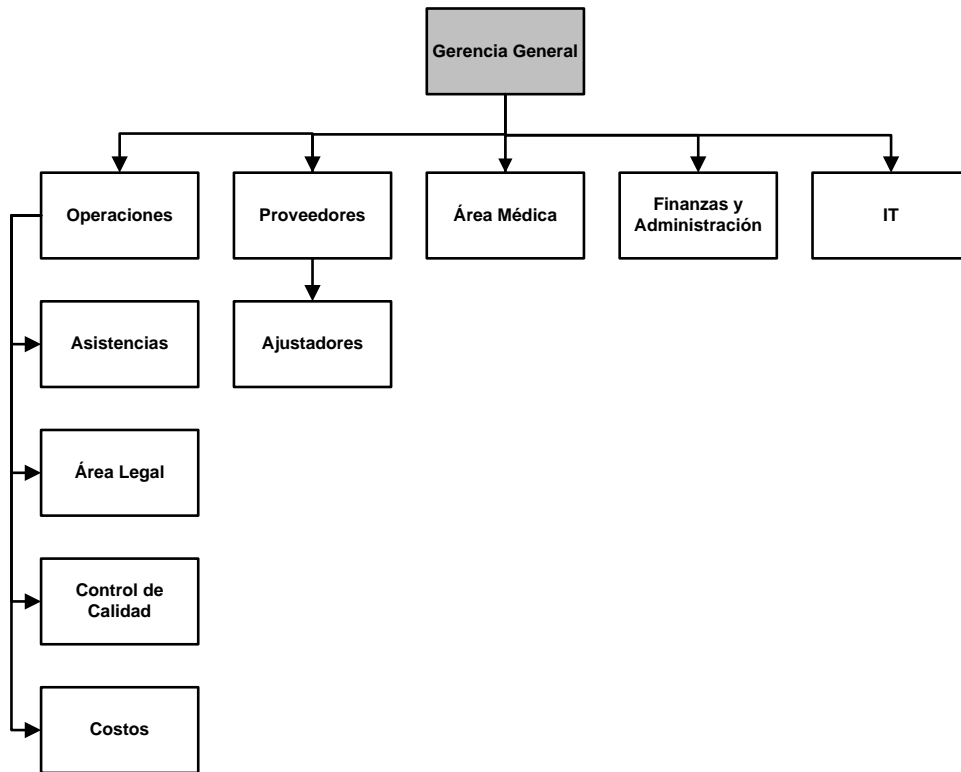 Gerencia General
Operaciones
Proveedores
Área Médica
Finanzas y
Administración
IT
Asistencias
Ajustadores
Área Legal
Control de
Calidad
Costos